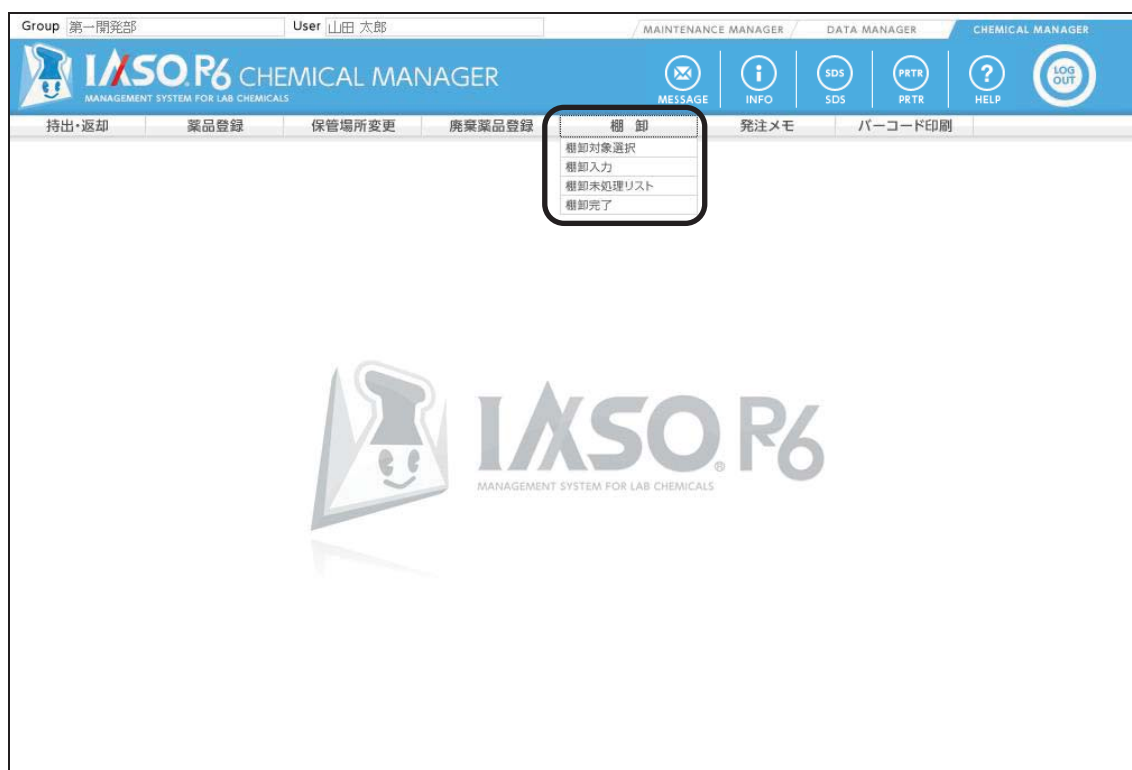 Group 第一開発部 User 山田 太郎 MAINTENANCE MANAGER DATA MANAGER CHEMICAL MANAGER
IASO R6 CHEMICAL MANAGER
MANAGEMENT SYSTEM FOR LAB CHEMICALS
MESSAGE
INFO
SDS
SDS
PRTR
PRTR
?
HELP
LOG
OUT
持出・返却 薬品登録 保管場所変更 廃棄薬品登録 棚 卸 発注メモ バーコード印刷
棚卸対象選択
棚卸入力
棚卸未処理リスト
棚卸完了
IASO® R6
MANAGEMENT SYSTEM FOR LAB CHEMICALS